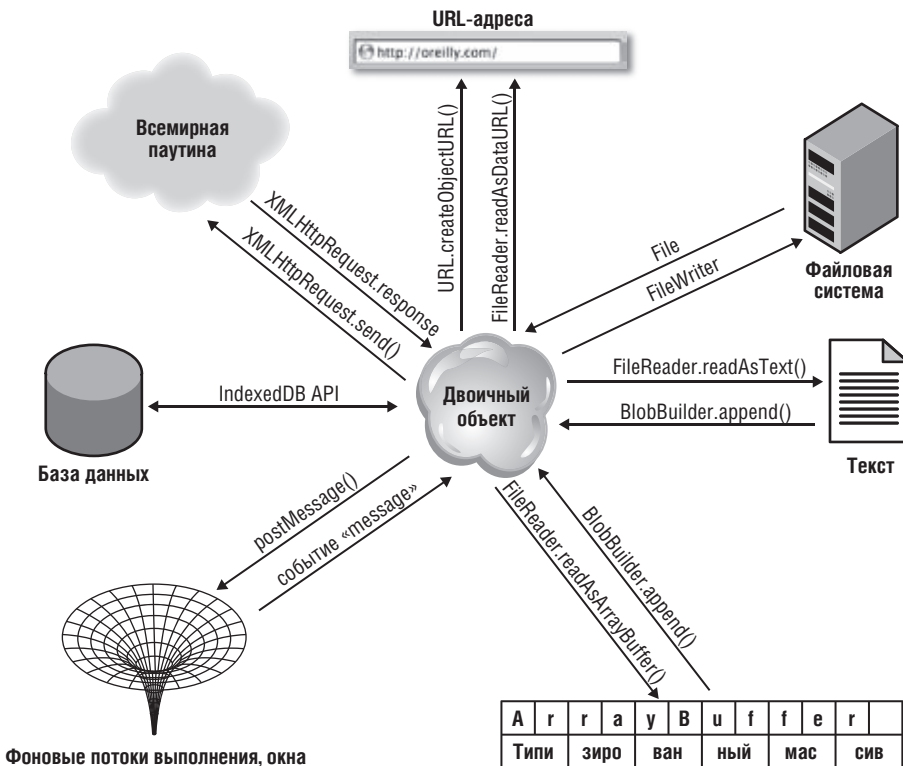 URL-адреса
http://oreilly.com/
Всемирная
паутина
URL.createObjectURL()
FileReader.readAsDataURL()
XMLHttpRequest.response
XMLHttpRequest.send()
File
FileWriter
Файловая
система
IndexedDB API
База данных
Двоичный
объект
FileReader.readAsText()
BlobBuilder.append()
Текст
postMessage()
событие «message»
FileReader.readAsArrayBuffer()
BlobBuilder.append()
Фоновые потоки выполнения, окна
A r r a y B u f f e r
Типи зиро ван ный мас сив